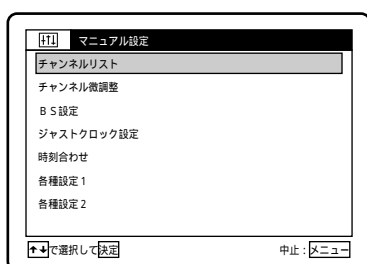 マニュアル設定
チャンネルリスト
チャンネル微調整
ＢＳ設定
ジャストクロック設定
時刻合わせ
各種設定１
各種設定２
↑↓で選択して決定 中止：メニュー